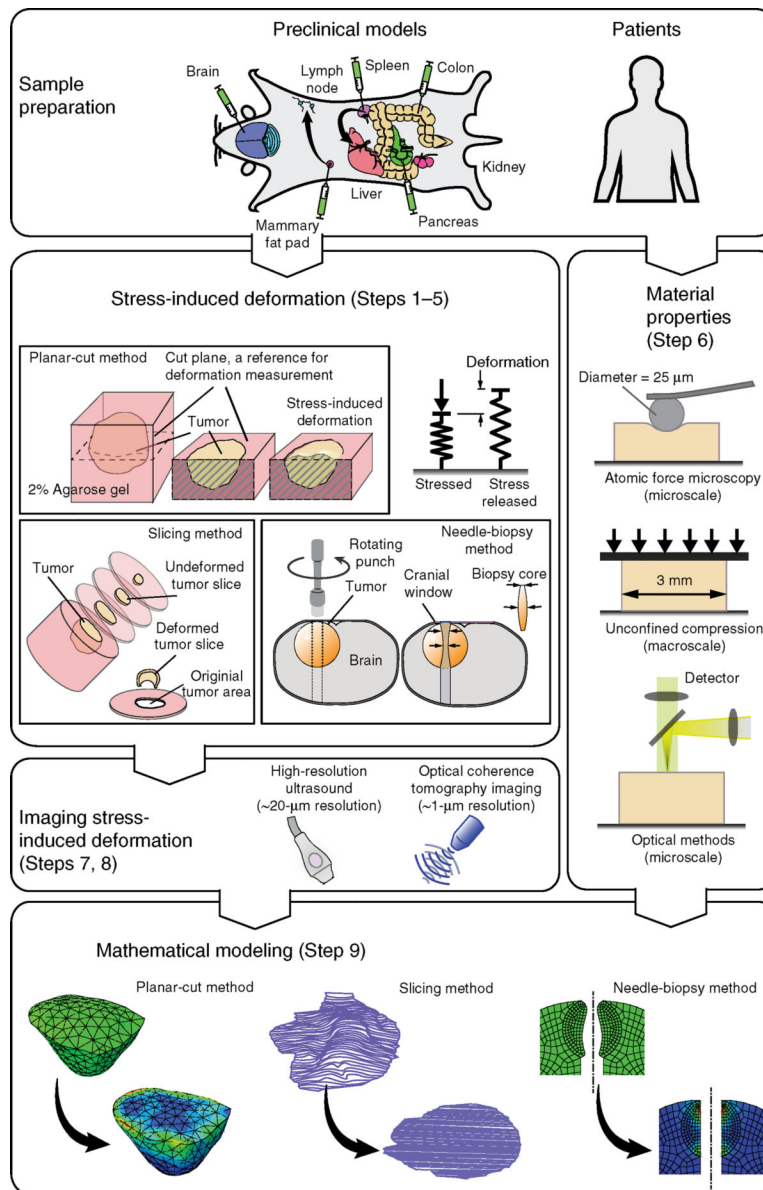 Preclinical models
Patients
Sample
preparation
Brain
Lymph
node
Spleen
Colon
Kidney
Liver
Mammary
fat pad
Pancreas
Stress-induced deformation (Steps 1–5)
Planar-cut method
Cut plane, a reference for
deformation measurement
Tumor
Stress-induced
deformation
2% Agarose gel
Deformation
Stressed
Stress
released
Slicing method
Tumor
Undeformed
tumor slice
Deformed
tumor slice
Originial
tumor area
Needle-biopsy
method
Rotating
punch
Tumor
Cranial
window
Biopsy core
Brain
Material
properties
(Step 6)
Diameter = 25 μm
Atomic force microscopy
(microscale)
3 mm
Unconfined compression
(macroscale)
Detector
Optical methods
(microscale)
Imaging stress-
induced deformation
(Steps 7, 8)
High-resolution
ultrasound
(~20-μm resolution)
Optical coherence
tomography imaging
(~1-μm resolution)
Mathematical modeling (Step 9)
Planar-cut method
Slicing method
Needle-biopsy method